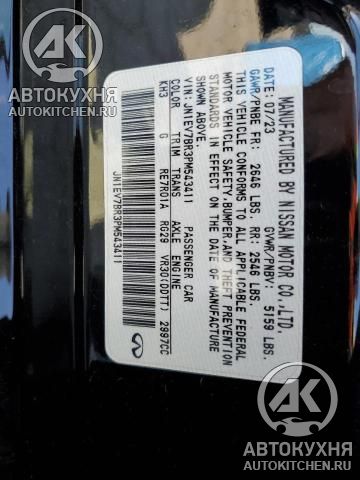 АВТОКУХНЯ
AUTOKITCHEN.RU
MANUFACTURED BY NISSAN MOTOR CO.,LTD.
DATE: 07/23 GVWR/PNBV: 5159 LBS.
GAWR/PNBE FR: 2646 LBS. RR: 2546 LBS.
THIS VEHICLE CONFORMS TO ALL APPLICABLE FEDERAL
MOTOR VEHICLE SAFETY, BUMPER, AND THEFT PREVENTION
STANDARDS IN EFFECT ON THE DATE OF MANUFACTURE
SHOWN ABOVE.
VIN: JN1EV7BR3PM543411 PASSENGER CAR
COLOR TRIM TRANS AXLE ENGINE
KH3 G RE7R01A RG29 VR30(DDTT) 2997CC
JN1EV7BR3PM543411
INFINITI
АВТОКУХНЯ
AUTOKITCHEN.RU